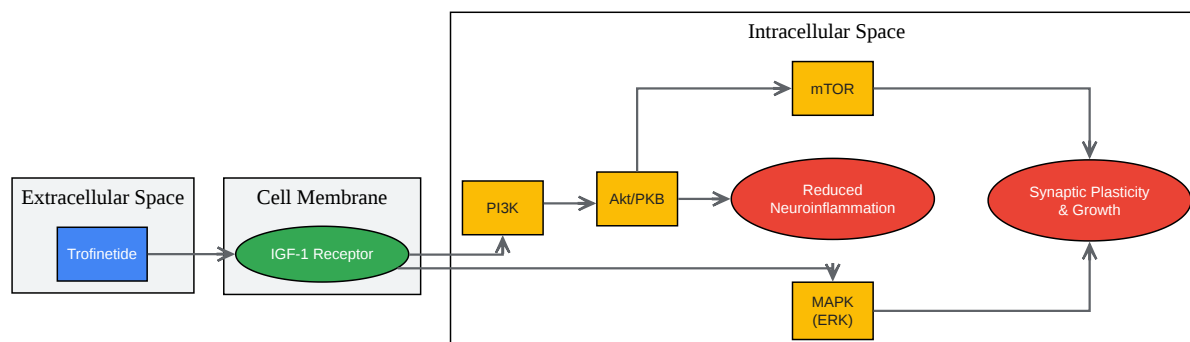 Intracellular Space
mTOR
Extracellular Space
Cell Membrane
PI3K
Akt/PKB
Reduced
Neuroinflammation
Synaptic Plasticity
& Growth
Trofinetide
IGF-1 Receptor
MAPK
(ERK)